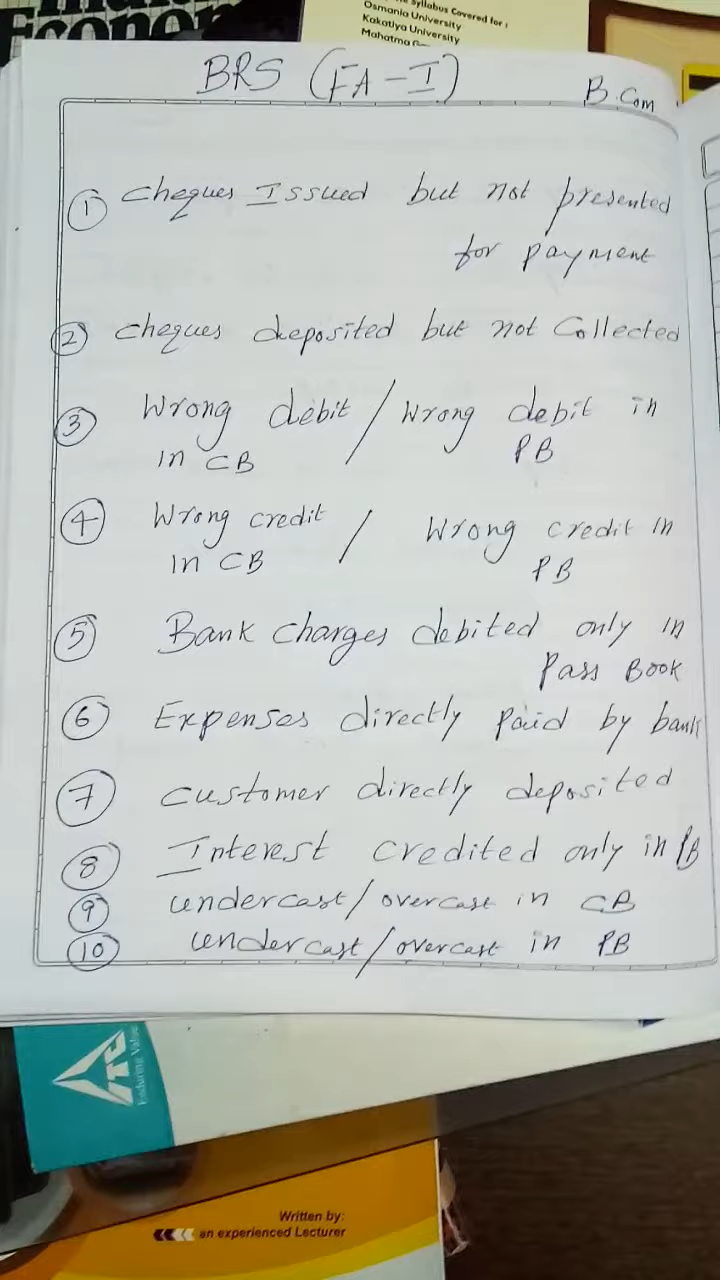 Econom
Syllabus Covered for
Osmania University
Kakatiya University
Mahatma
BRS (FA-I)
B.Com
① Cheques Issued but not presented
for payment
② Cheques deposited but not Collected
③ Wrong debit / Wrong debit in
in CB PB
④ Wrong credit / Wrong credit in
in CB PB
⑤ Bank charges debited only in
Pass Book
⑥ Expenses directly paid by bank
⑦ Customer directly deposited
⑧ Interest credited only in PB
⑨ undercast/overcast in CB
⑩ undercast/overcast in PB
ITC
Enduring Value
Written by:
an experienced Lecturer